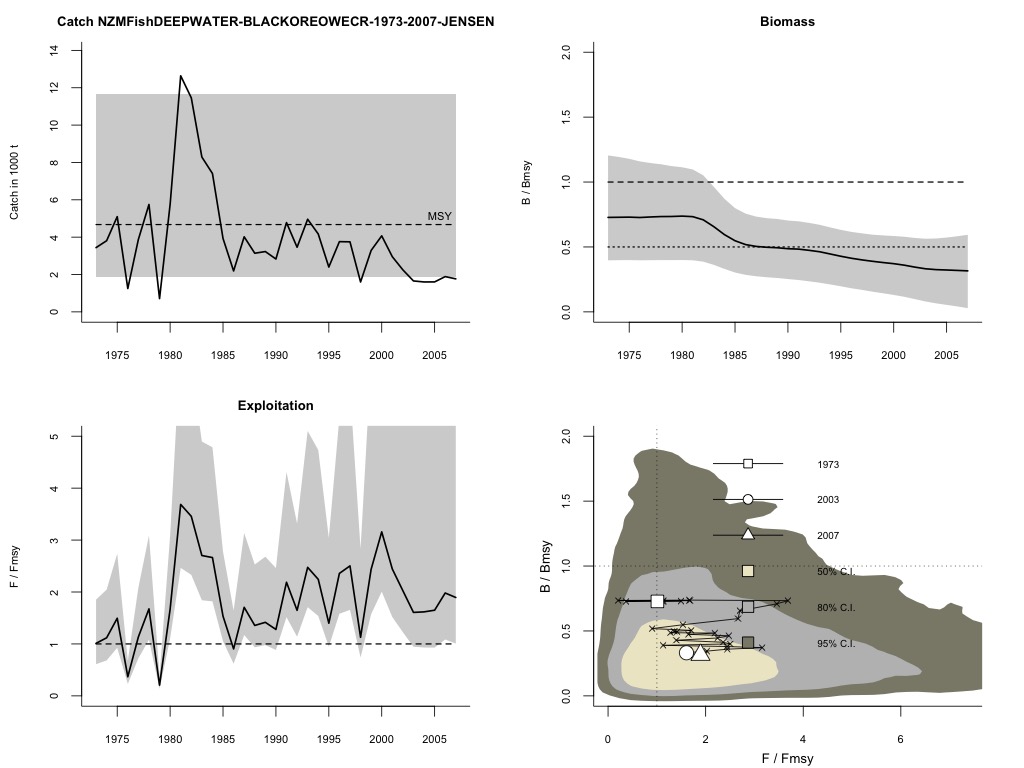 Catch NZMFishDEEPWATER-BLACKOREOWECR-1973-2007-JENSEN
Catch in 1000 t
0 2 4 6 8 10 12 14
MSY
1975 1980 1985 1990 1995 2000 2005
Biomass
B / Bmsy
0.0 0.5 1.0 1.5 2.0
1975 1980 1985 1990 1995 2000 2005
Exploitation
F / Fmsy
0 1 2 3 4 5
1975 1980 1985 1990 1995 2000 2005
B / Bmsy
0.0 0.5 1.0 1.5 2.0
1973
2003
2007
50% C.I.
80% C.I.
95% C.I.
0 2 4 6
F / Fmsy